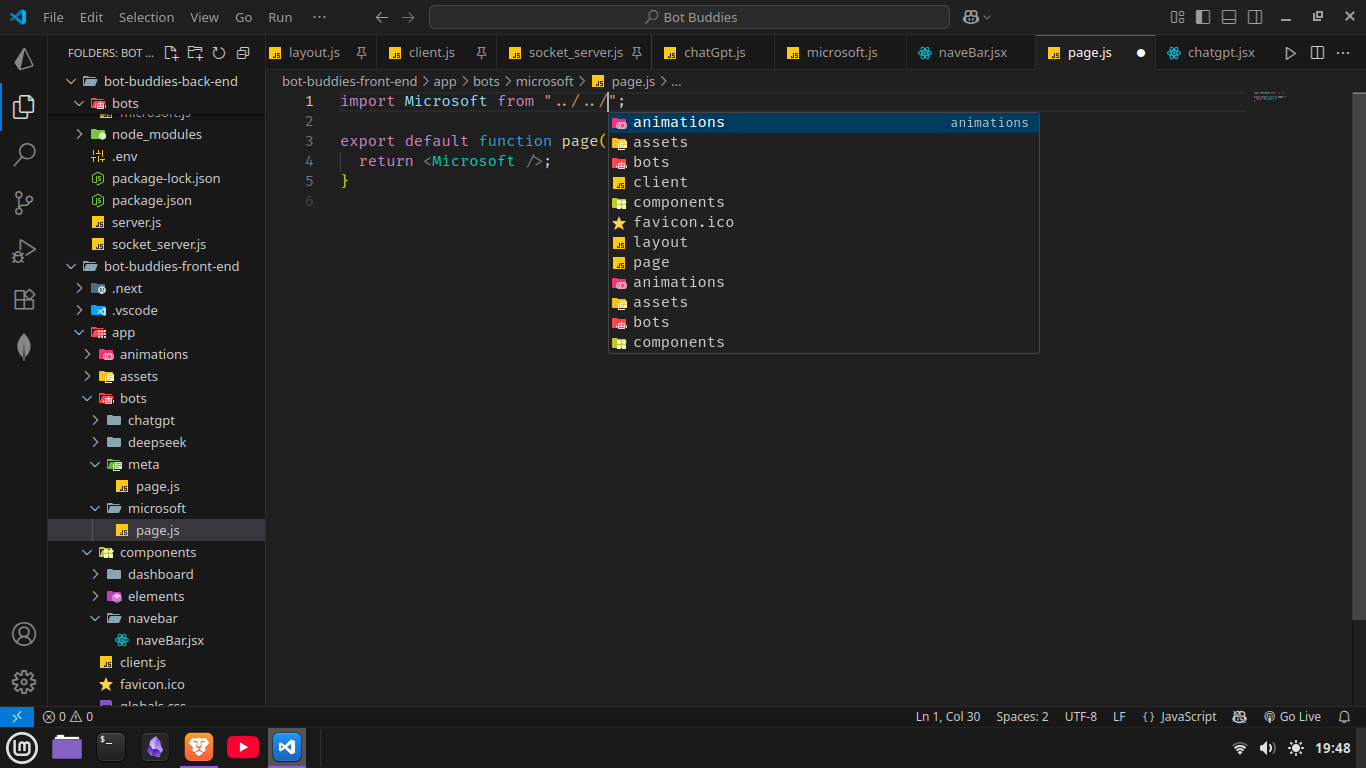 File Edit Selection View Go Run ··· Bot Buddies
FOLDERS: BOT ...
layout.js client.js socket_server.js chatGpt.js microsoft.js naveBar.jsx page.js chatgpt.jsx
bot-buddies-front-end > app > bots > microsoft > page.js > ...
bot-buddies-back-end
bots
microsoft.js
node_modules
.env
package-lock.json
package.json
server.js
socket_server.js
bot-buddies-front-end
.next
.vscode
app
animations
assets
bots
chatgpt
deepseek
meta
page.js
microsoft
page.js
components
dashboard
elements
navebar
naveBar.jsx
client.js
favicon.ico
globals.css
1 import Microsoft from "../../";
2
3 export default function page(
4 return <Microsoft />;
5 }
6
animations animations
assets
bots
client
components
favicon.ico
layout
page
animations
assets
bots
components
0 0 Ln 1, Col 30 Spaces: 2 UTF-8 LF {} JavaScript Go Live
19:48